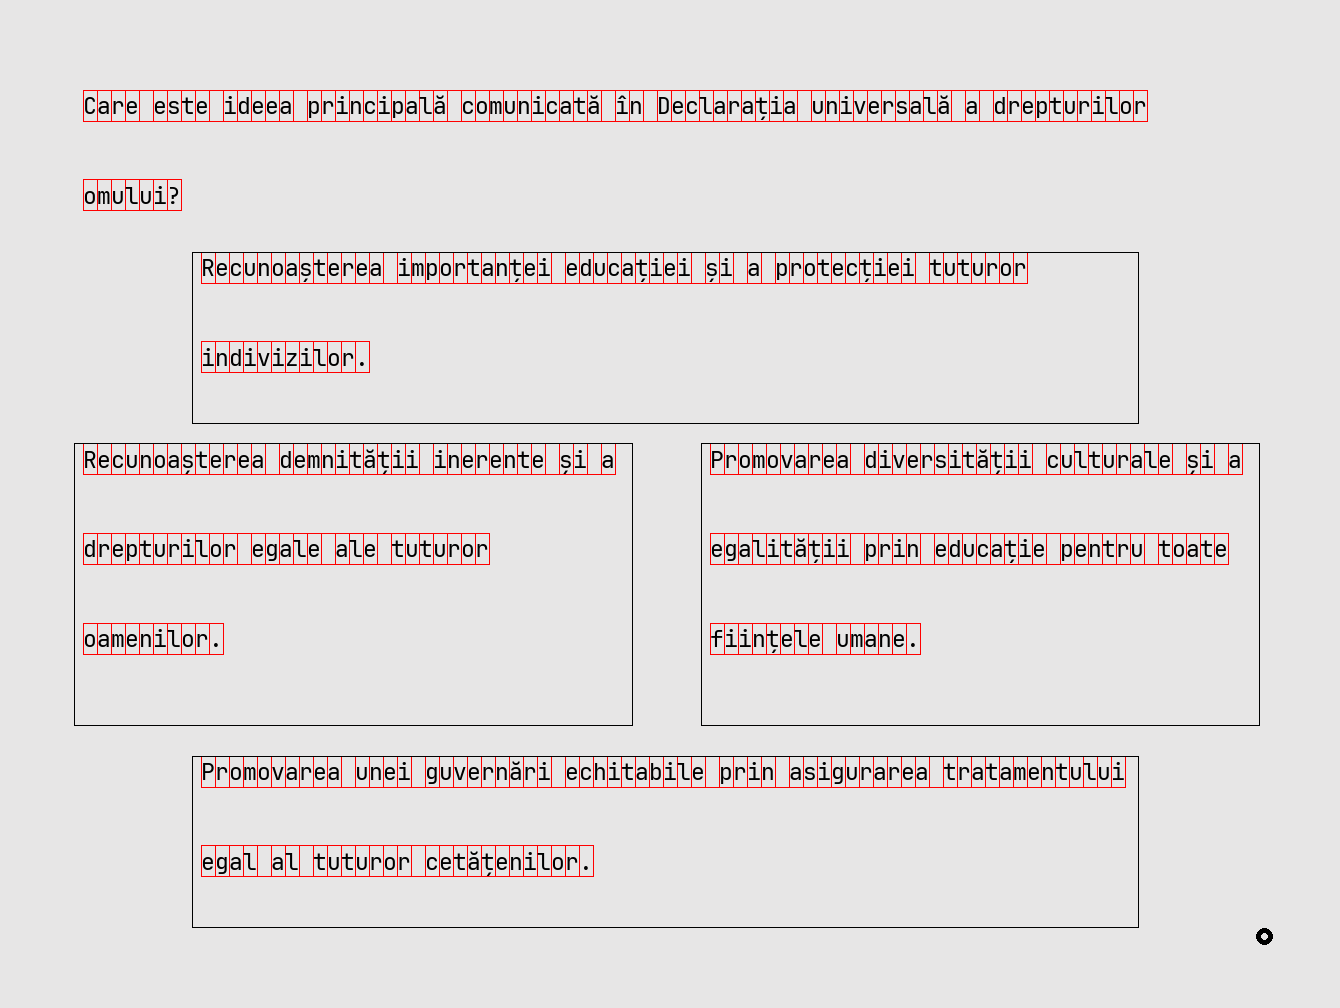 Care este ideea principală comunicată în Declarația universală a drepturilor
omului?
Recunoașterea importanței educației și a protecției tuturor
indivizilor.
Recunoașterea demnității inerente și a
drepturilor egale ale tuturor
oamenilor.
Promovarea diversității culturale și a
egalității prin educație pentru toate
ființele umane.
Promovarea unei guvernări echitabile prin asigurarea tratamentului
egal al tuturor cetățenilor.